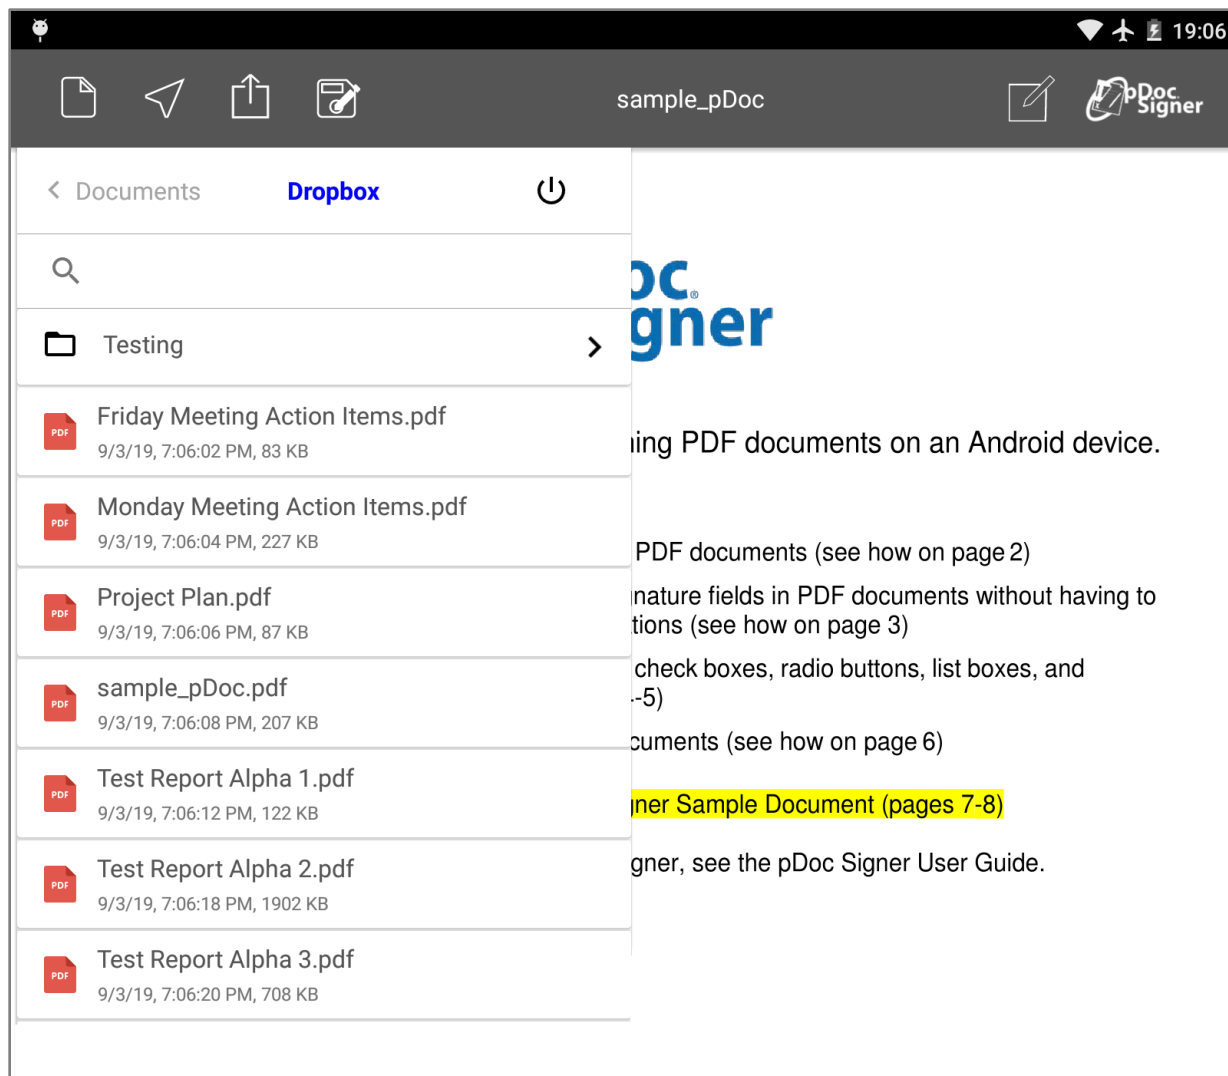 19:06
sample_pDoc
pDoc
Signer
Documents
Dropbox
Testing
Friday Meeting Action Items.pdf
9/3/19, 7:06:02 PM, 83 KB
Monday Meeting Action Items.pdf
9/3/19, 7:06:04 PM, 227 KB
Project Plan.pdf
9/3/19, 7:06:06 PM, 87 KB
sample_pDoc.pdf
9/3/19, 7:06:08 PM, 207 KB
Test Report Alpha 1.pdf
9/3/19, 7:06:12 PM, 122 KB
Test Report Alpha 2.pdf
9/3/19, 7:06:18 PM, 1902 KB
Test Report Alpha 3.pdf
9/3/19, 7:06:20 PM, 708 KB
PDF
PDF
PDF
PDF
PDF
PDF
PDF
oc®
gner
ing PDF documents on an Android device.
PDF documents (see how on page 2)
nature fields in PDF documents without having to
tions (see how on page 3)
check boxes, radio buttons, list boxes, and
-5)
cuments (see how on page 6)
ner Sample Document (pages 7-8)
gner, see the pDoc Signer User Guide.